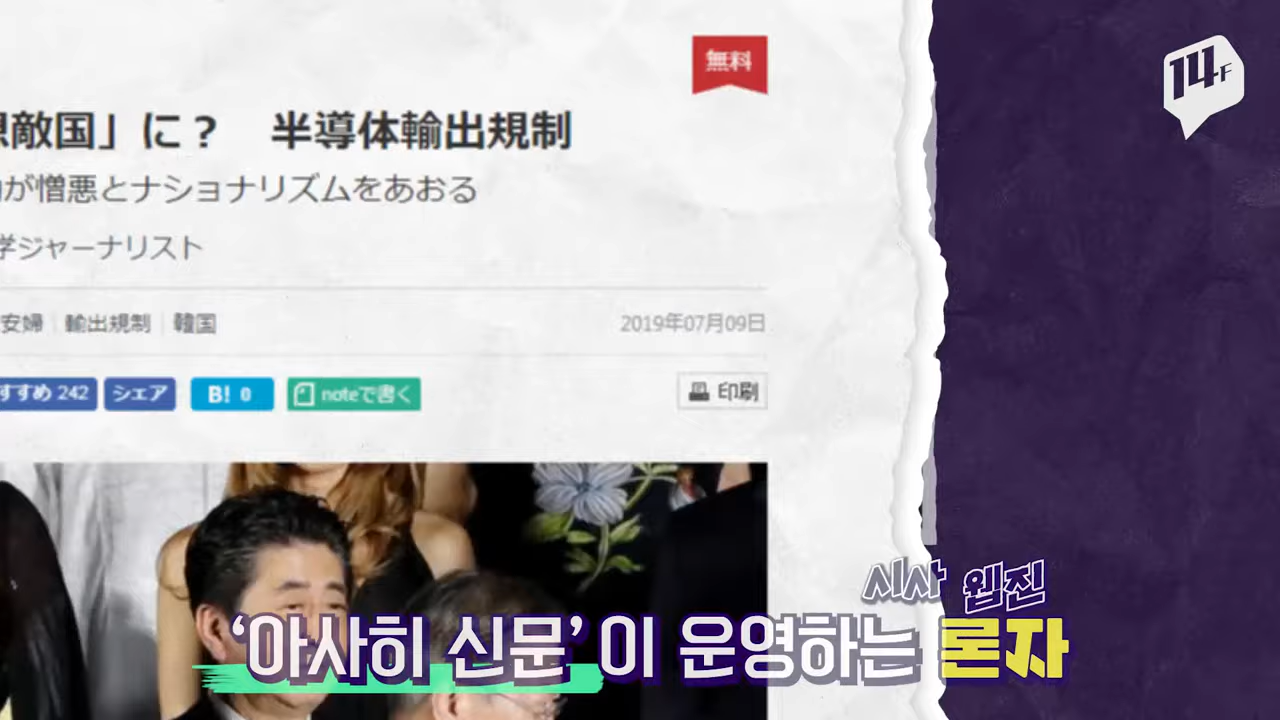 無料
14F
想敵国」に？ 半導体輸出規制
が憎悪とナショナリズムをあおる
学ジャーナリスト
安婦 輸出規制 韓国 2019年07月09日
すすめ 242 シェア B! 0 noteで書く 印刷
시사 웹진
‘아사히 신문’이 운영하는 론자